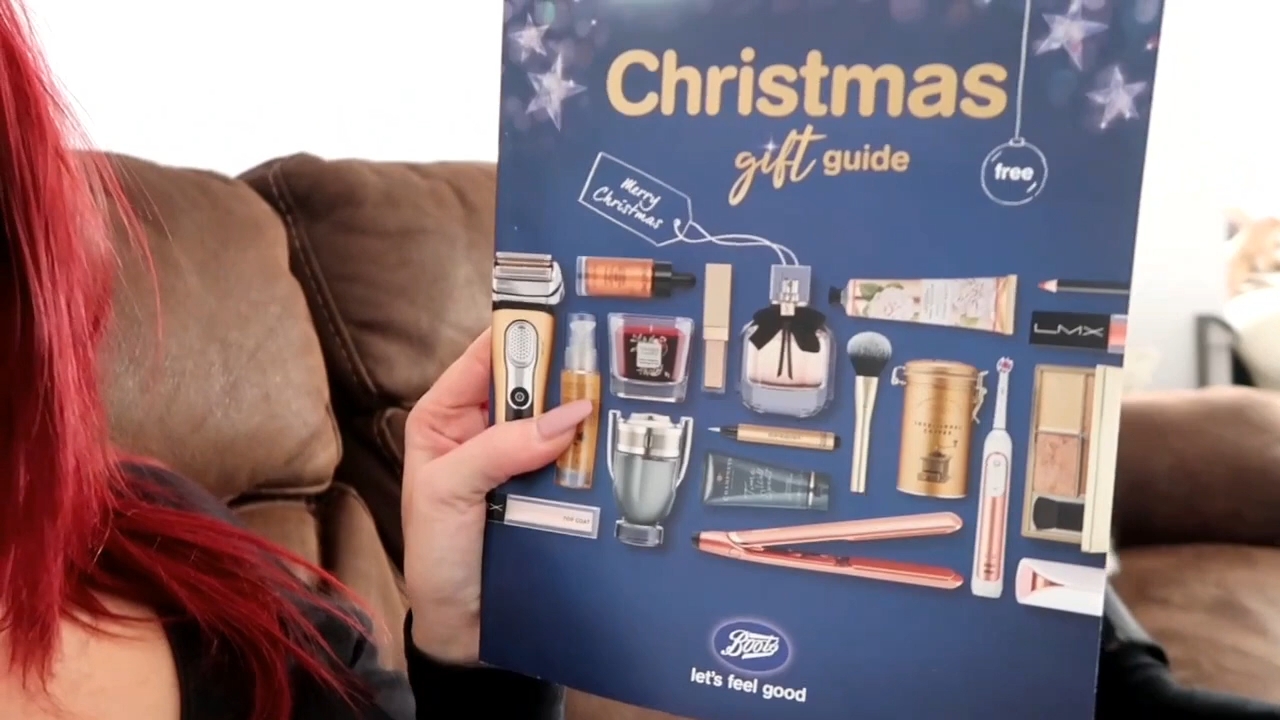 Christmas
gift guide
free
Merry
Christmas
LMX
TOP COAT
Boots
let's feel good